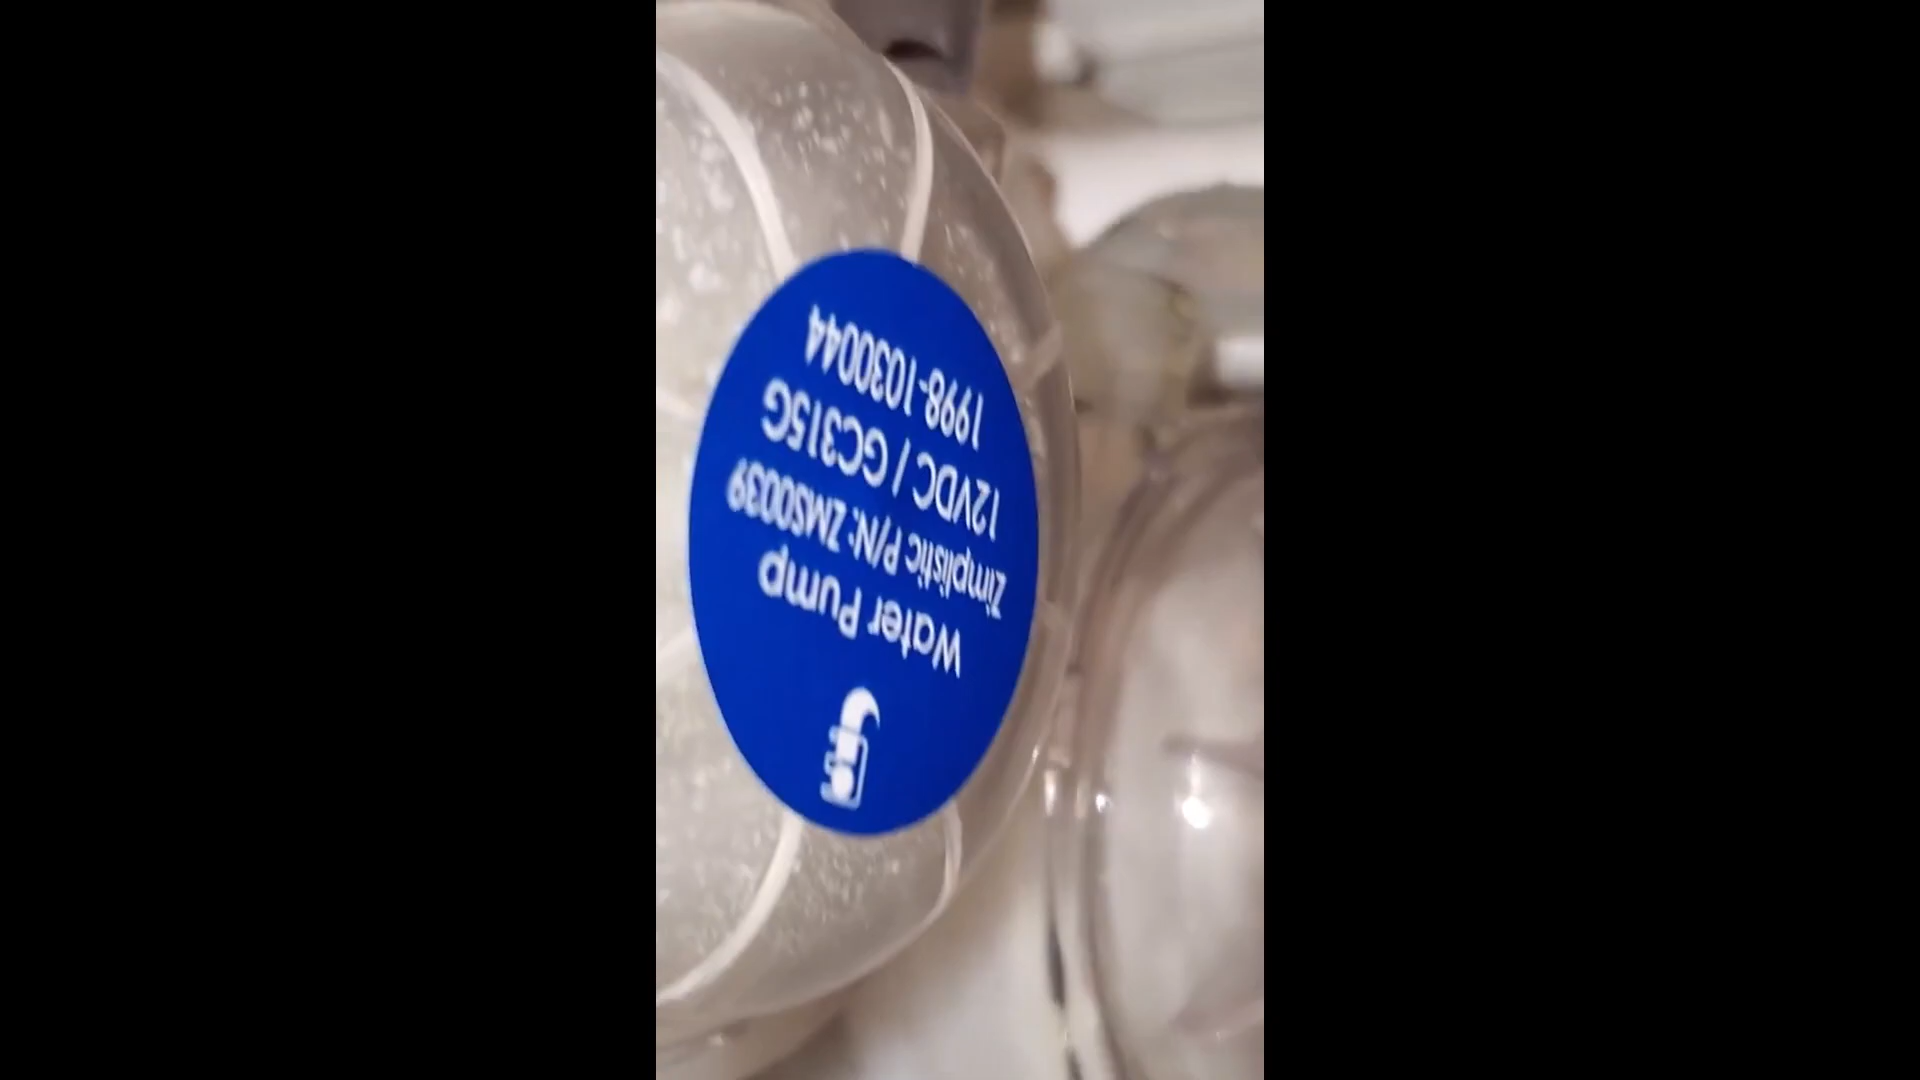 Water Pump
Zimplistic P/N: ZMS0039
12VDC / GC315G
1998-1030044